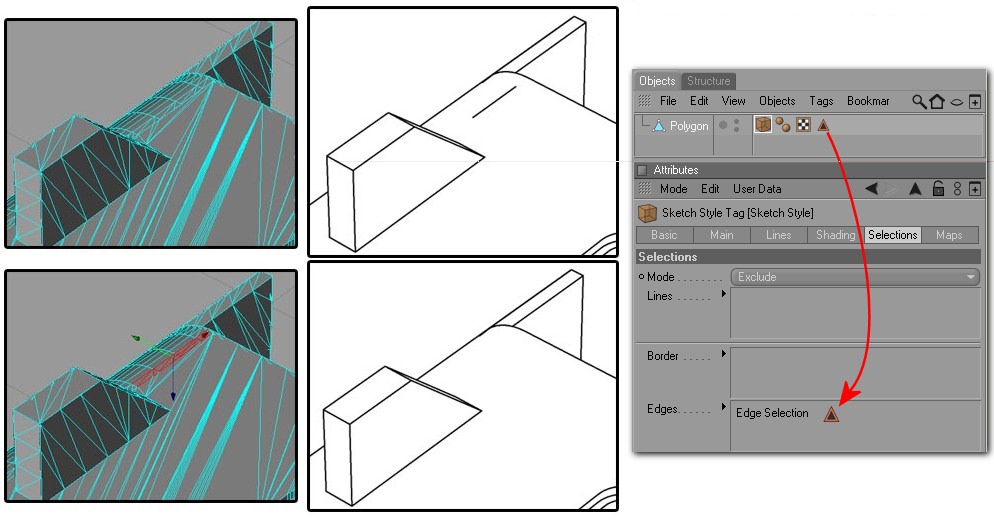 Objects Structure
File Edit View Objects Tags Bookmar
Polygon
Attributes
Mode Edit User Data
Sketch Style Tag [Sketch Style]
Basic Main Lines Shading Selections Maps
Selections
Mode Exclude
Lines
Border
Edges Edge Selection